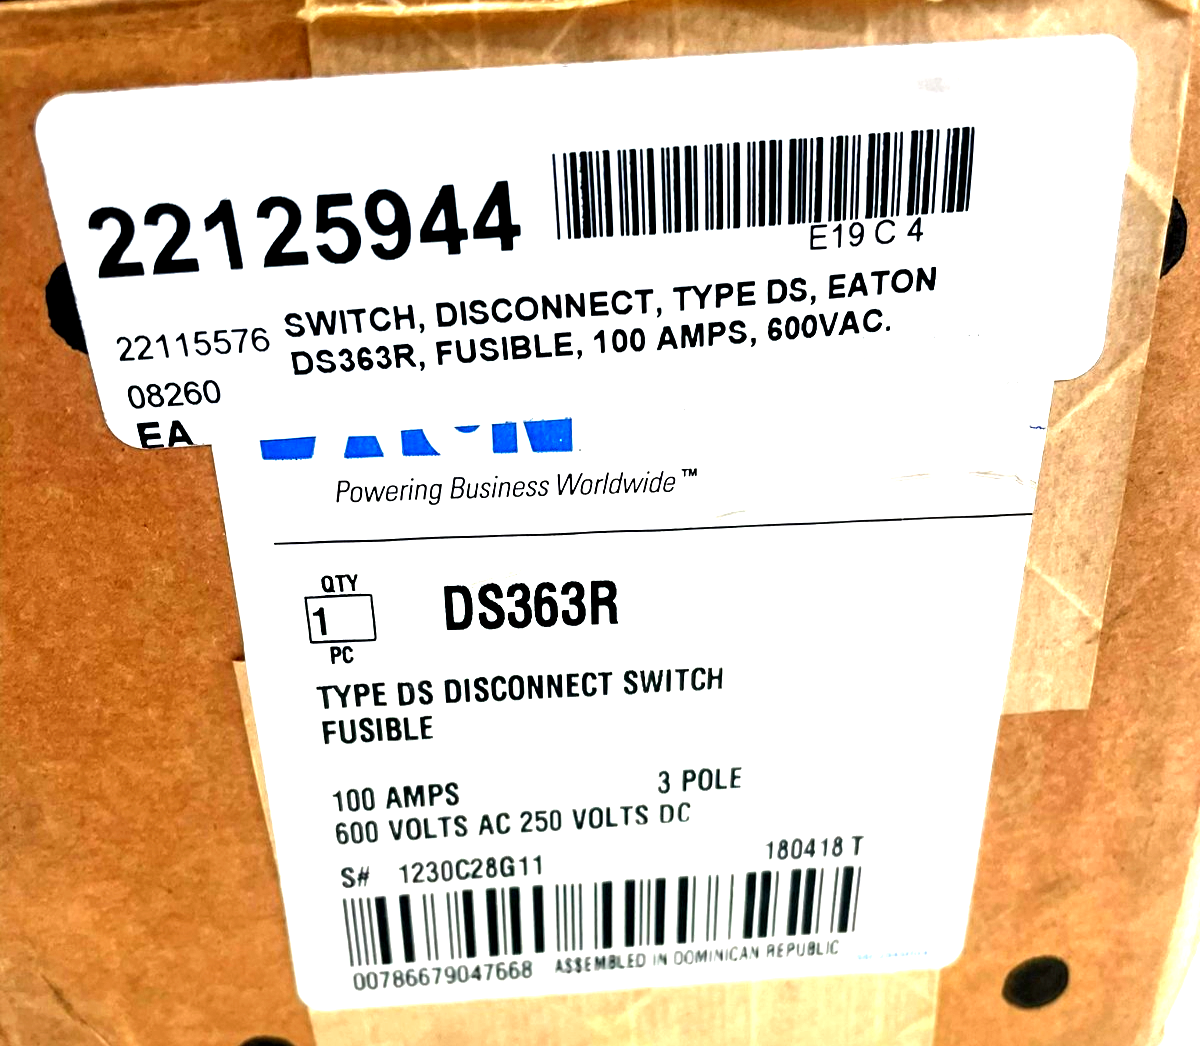 22125944
E19 C 4
22115576 SWITCH, DISCONNECT, TYPE DS, EATON
DS363R, FUSIBLE, 100 AMPS, 600VAC.
08260
EA
Powering Business Worldwide™
QTY
1
PC
DS363R
TYPE DS DISCONNECT SWITCH
FUSIBLE
100 AMPS 3 POLE
600 VOLTS AC 250 VOLTS DC
S# 1230C28G11 180418 T
00786679047668 ASSEMBLED IN DOMINICAN REPUBLIC